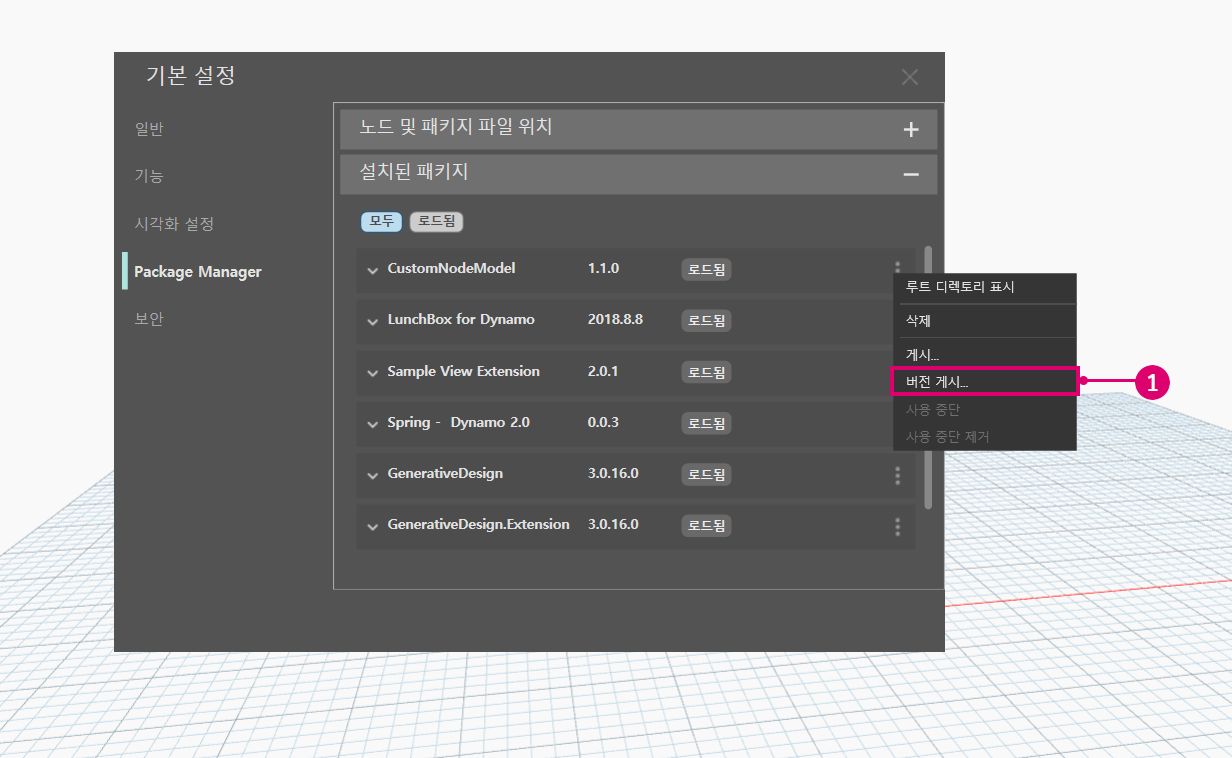 기본 설정
일반
기능
시각화 설정
Package Manager
보안
노드 및 패키지 파일 위치
설치된 패키지
모두 로드됨
CustomNodeModel 1.1.0 로드됨
LunchBox for Dynamo 2018.8.8 로드됨
Sample View Extension 2.0.1 로드됨
Spring - Dynamo 2.0 0.0.3 로드됨
GenerativeDesign 3.0.16.0 로드됨
GenerativeDesign.Extension 3.0.16.0 로드됨
루트 디렉토리 표시
삭제
게시...
버전 게시...
사용 중단
사용 중단 제거
1